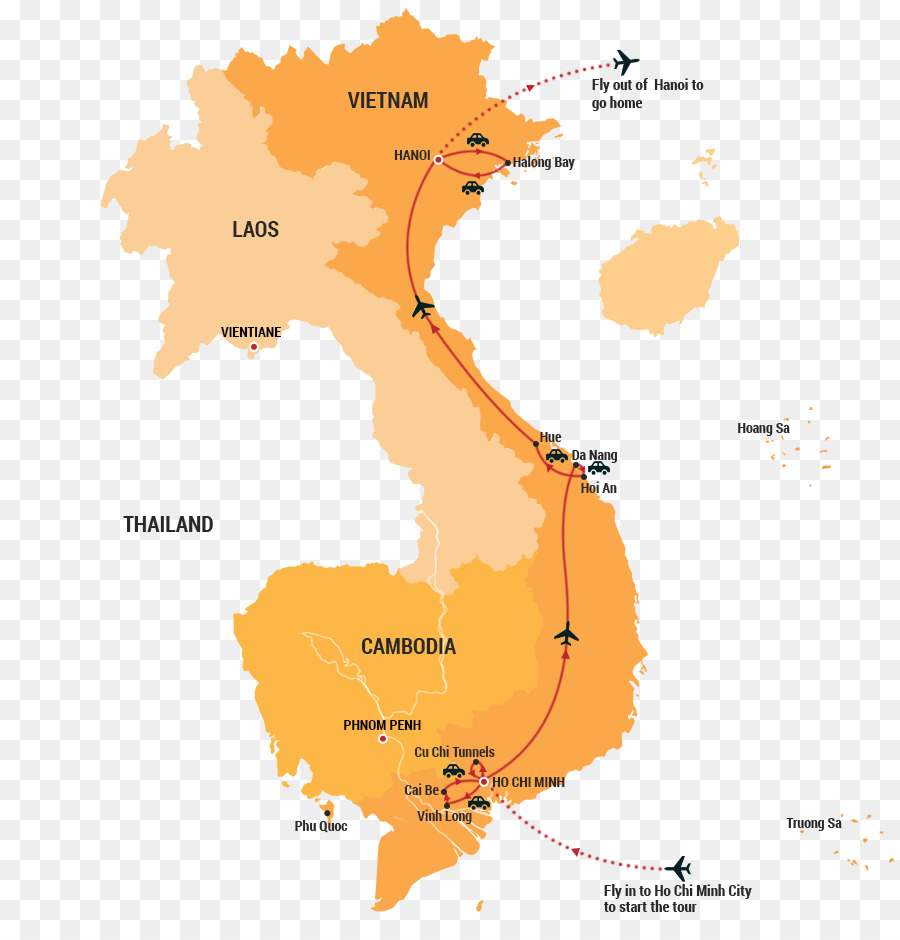 Fly out of Hanoi to
go home
VIETNAM
HANOI
Halong Bay
LAOS
VIENTIANE
Hoang Sa
Hue
Da Nang
Hoi An
THAILAND
CAMBODIA
PHNOM PENH
Cu Chi Tunnels
HO CHI MINH
Cai Be
Vinh Long
Phu Quoc
Truong Sa
Fly in to Ho Chi Minh City
to start the tour